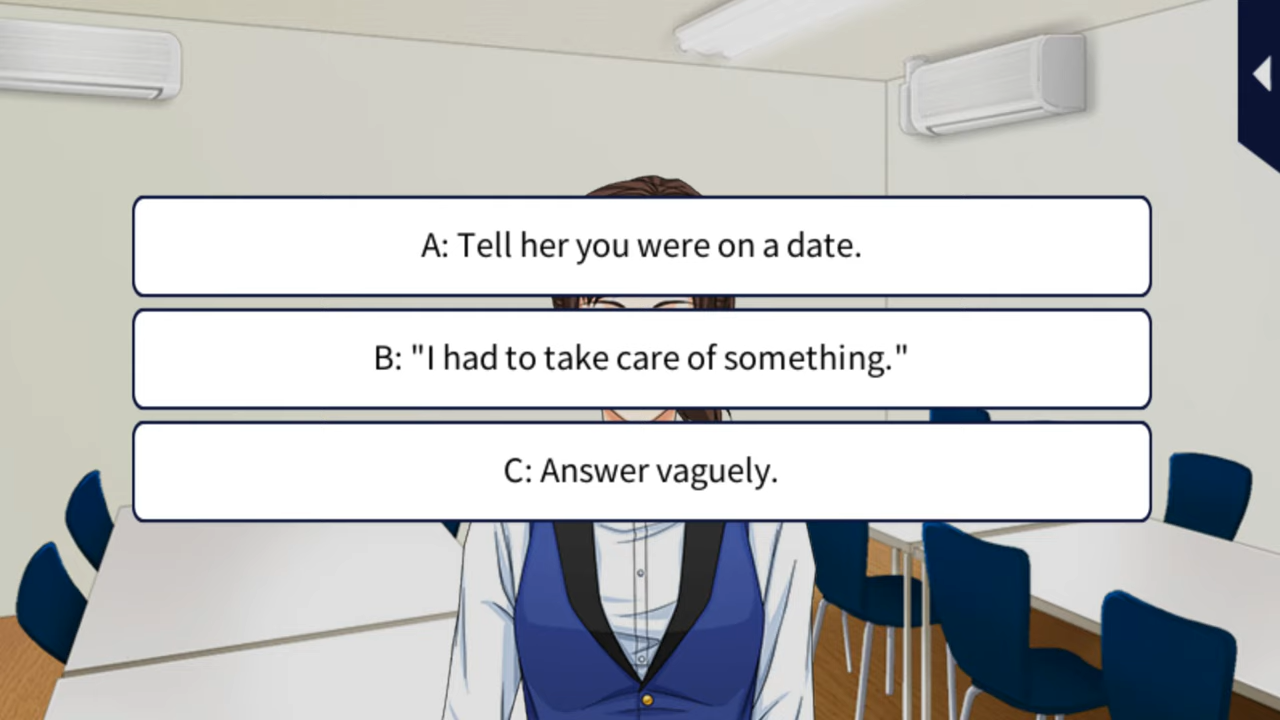 A: Tell her you were on a date.
B: "I had to take care of something."
C: Answer vaguely.